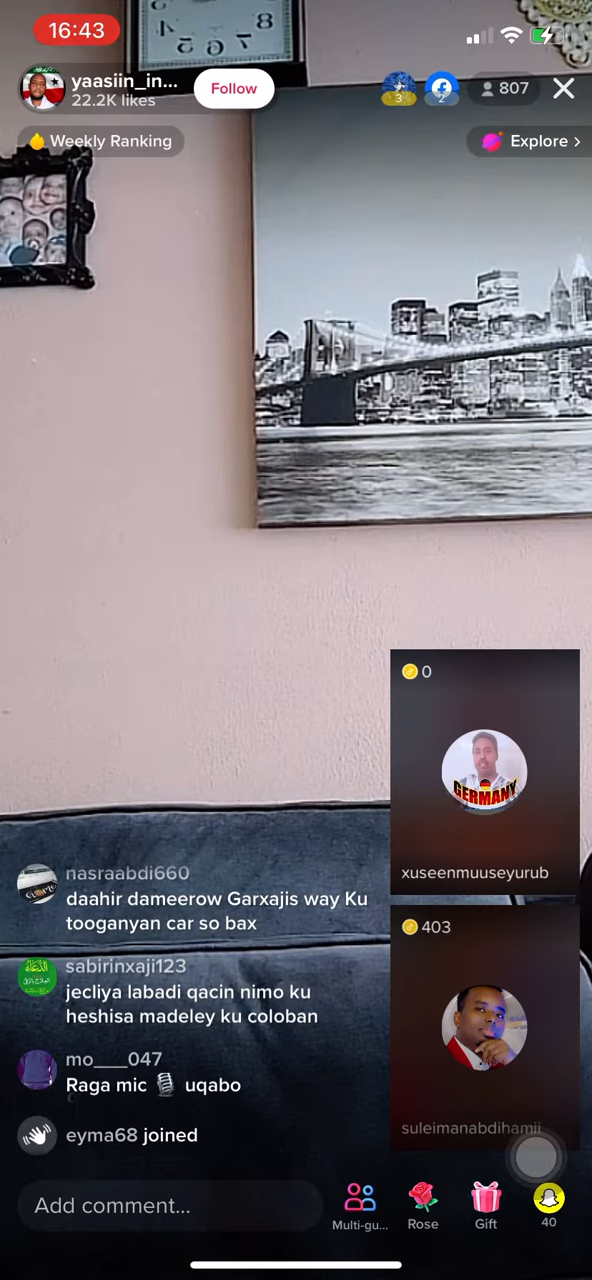 16:43
yaasiin_in...
22.2K likes
Follow
3
2
807
Weekly Ranking
Explore >
0
GERMANY
xuseenmuuseyurub
nasraabdi660
daahir dameerow Garxajis way Ku
tooganyan car so bax
403
sabirinxaji123
jecliya labadi qacin nimo ku
heshisa madeley ku coloban
mo___047
Raga mic 🎙 uqabo
suleimanabdihamii
eyma68 joined
Add comment...
Multi-gu...
Rose
Gift
40